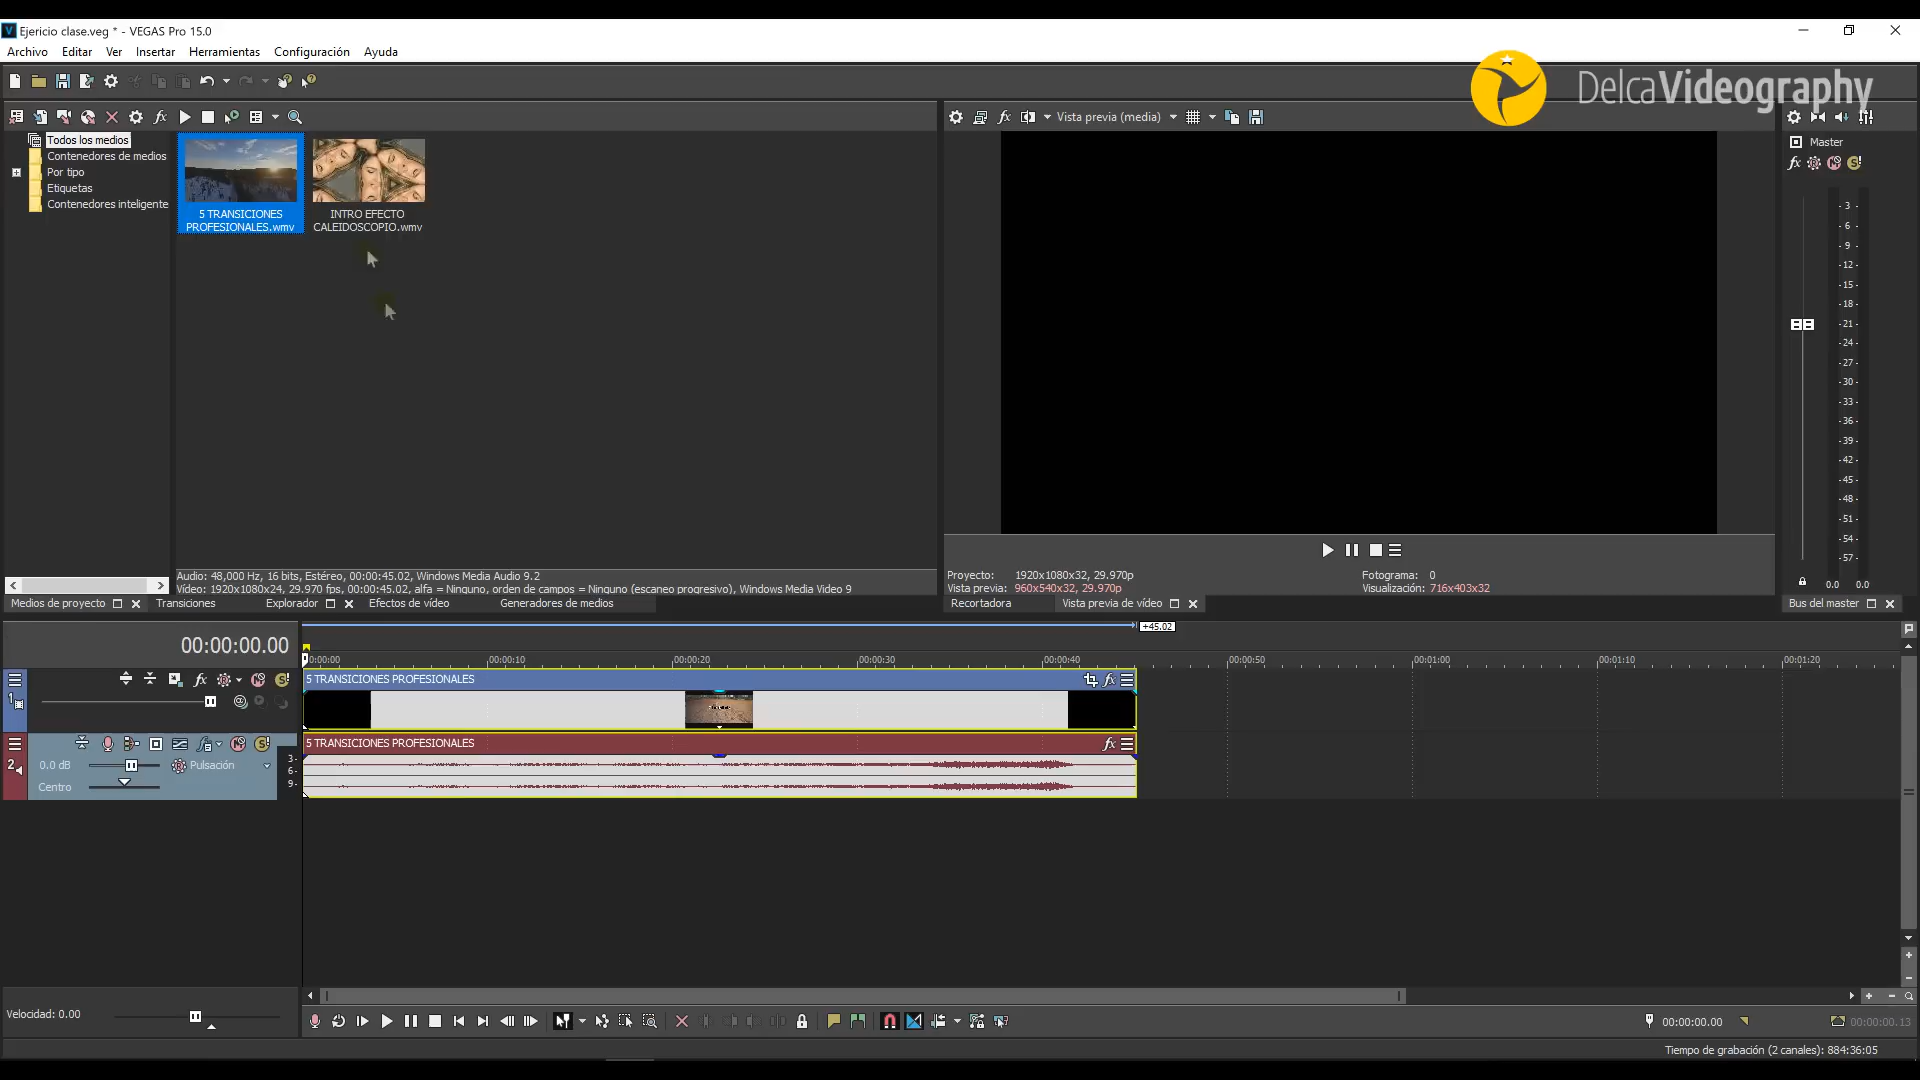 Ejericio clase.veg * - VEGAS Pro 15.0
Archivo Editar Ver Insertar Herramientas Configuración Ayuda
DelcaVideography
Todos los medios
Contenedores de medios
Por tipo
Etiquetas
Contenedores inteligente
5 TRANSICIONES
PROFESIONALES.wmv
INTRO EFECTO
CALEIDOSCOPIO.wmv
Vista previa (media)
Master
- 3 -
- 6 -
- 9 -
- 12 -
- 15 -
- 18 -
- 21 -
- 24 -
- 27 -
- 30 -
- 33 -
- 36 -
- 39 -
- 42 -
- 45 -
- 48 -
- 51 -
- 54 -
- 57 -
0.0 0.0
Audio: 48,000 Hz, 16 bits, Estéreo, 00:00:45.02, Windows Media Audio 9.2
Vídeo: 1920x1080x24, 29.970 fps, 00:00:45.02, alfa = Ninguno, orden de campos = Ninguno (escaneo progresivo), Windows Media Video 9
Proyecto: 1920x1080x32, 29.970p
Vista previa: 960x540x32, 29.970p
Fotograma: 0
Visualización: 716x403x32
Medios de proyecto Transiciones Explorador Efectos de vídeo Generadores de medios
Recortadora Vista previa de vídeo
Bus del master
+45.02
00:00:00.00
0:00:00 00:00:10 00:00:20 00:00:30 00:00:40 00:00:50 00:01:00 00:01:10 00:01:20
1
5 TRANSICIONES PROFESIONALES
2
5 TRANSICIONES PROFESIONALES
0.0 dB
Pulsación
Centro
3 -
6 -
9 -
Velocidad: 0.00
00:00:00.00
00:00:00.13
Tiempo de grabación (2 canales): 884:36:05